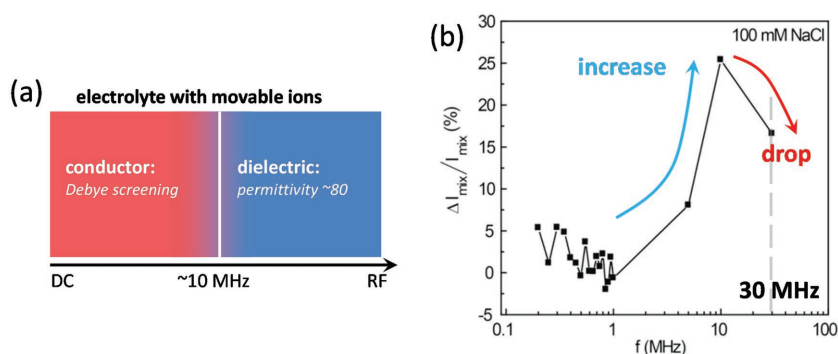 (a)
electrolyte with movable ions
conductor:
Debye screening
dielectric:
permittivity ~80
DC
~10 MHz
RF
(b)
30
25
20
15
10
5
0
-5
Δ I_mix / I_mix (%)
100 mM NaCl
increase
drop
30 MHz
0.1
1
10
100
f (MHz)